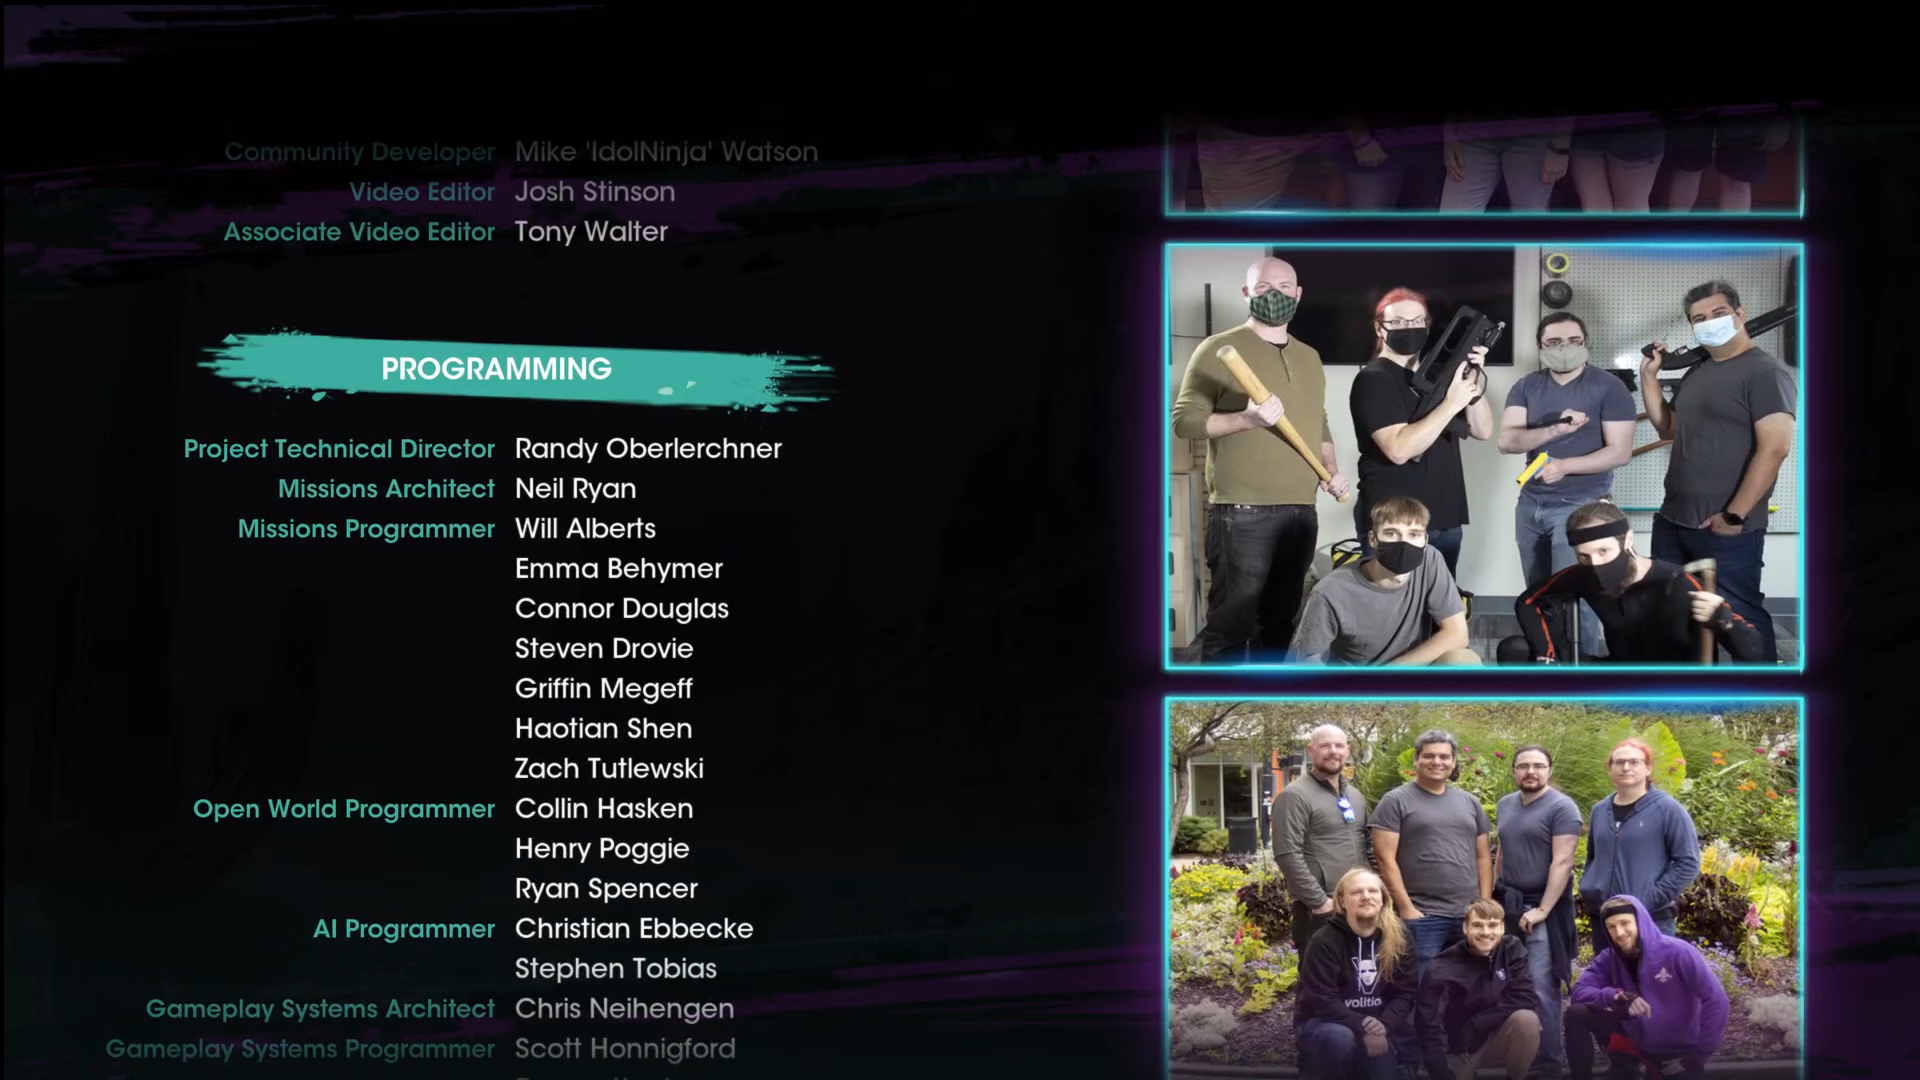 Community Developer Mike 'IdolNinja' Watson
Video Editor Josh Stinson
Associate Video Editor Tony Walter
PROGRAMMING
Project Technical Director Randy Oberlerchner
Missions Architect Neil Ryan
Missions Programmer Will Alberts
Emma Behymer
Connor Douglas
Steven Drovie
Griffin Megeff
Haotian Shen
Zach Tutlewski
Open World Programmer Collin Hasken
Henry Poggie
Ryan Spencer
AI Programmer Christian Ebbecke
Stephen Tobias
Gameplay Systems Architect Chris Neihengen
Gameplay Systems Programmer Scott Honnigford
volitio